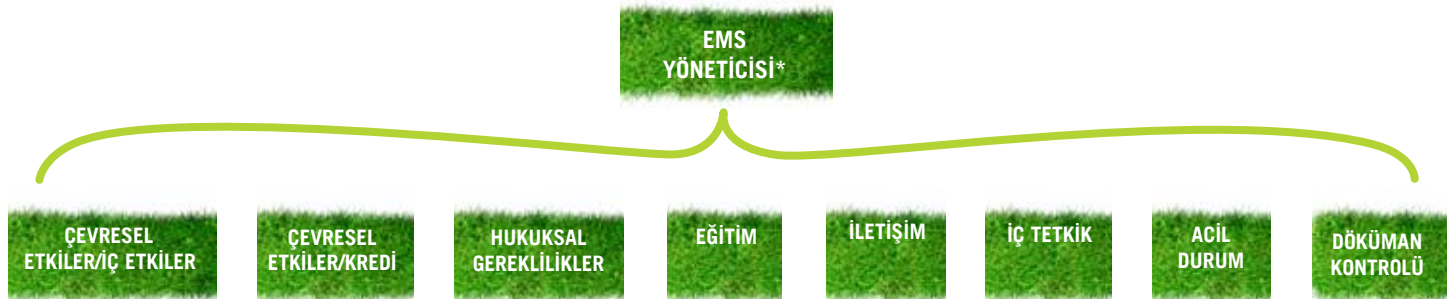 EMS
YÖNETİCİSİ*
ÇEVRESEL
ETKİLER/İÇ ETKİLER
ÇEVRESEL
ETKİLER/KREDİ
HUKUKSAL
GEREKLİLİKLER
EĞİTİM
İLETİŞİM
İÇ TETKİK
ACİL
DURUM
DÖKÜMAN
KONTROLÜ